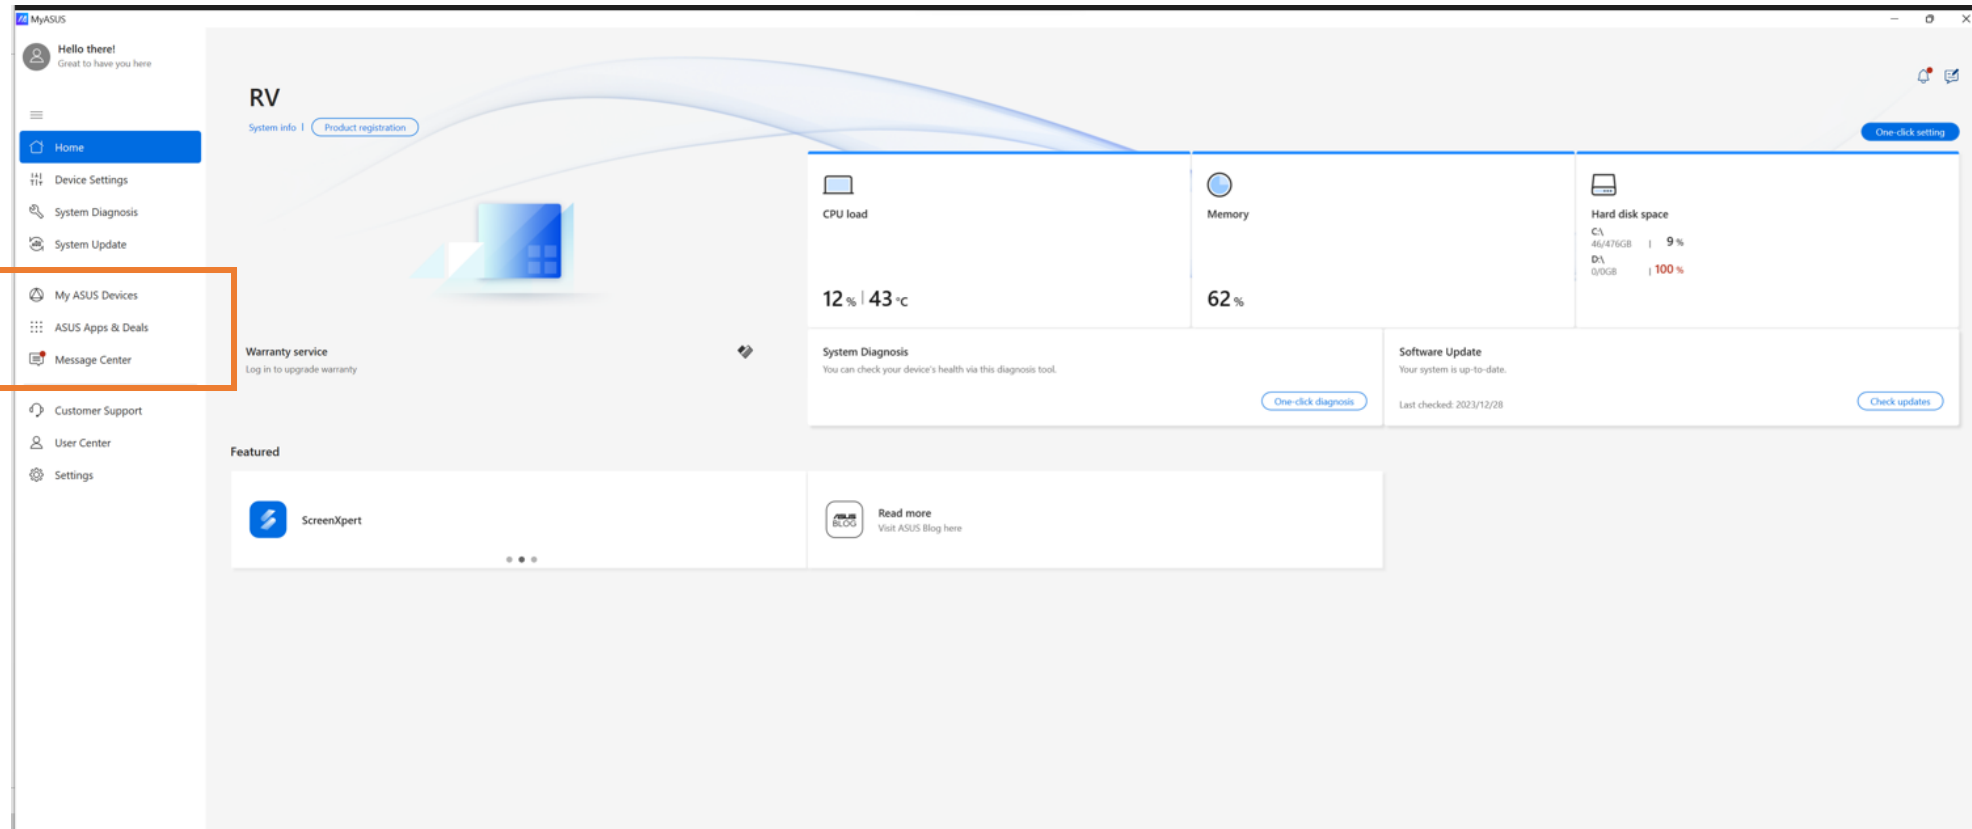 MyASUS
Hello there!
Great to have you here
Home
Device Settings
System Diagnosis
System Update
My ASUS Devices
ASUS Apps & Deals
Message Center
Customer Support
User Center
Settings
RV
System info | Product registration
One-click setting
CPU load
12 % | 43 °C
Memory
62 %
Hard disk space
C:\
46/476GB | 9 %
D:\
0/0GB | 100 %
Warranty service
Log in to upgrade warranty
System Diagnosis
You can check your device's health via this diagnosis tool.
One-click diagnosis
Software Update
Your system is up-to-date.
Last checked: 2023/12/28
Check updates
Featured
ScreenXpert
ASUS
BLOG
Read more
Visit ASUS Blog here